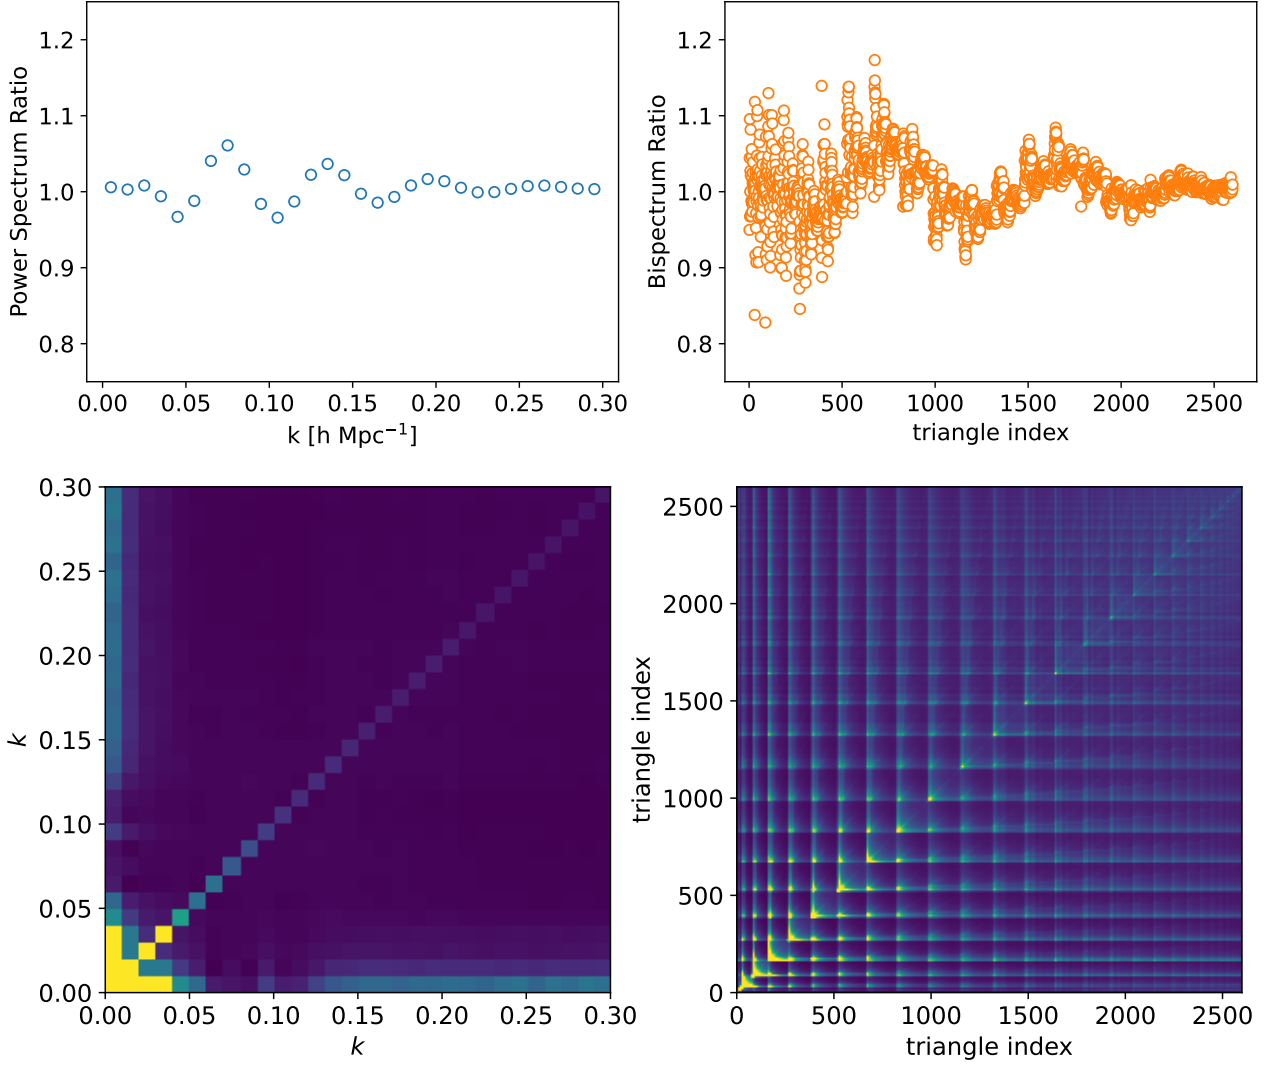 1.2
1.1
1.0
0.9
0.8
Power Spectrum Ratio
0.00 0.05 0.10 0.15 0.20 0.25 0.30
k [h Mpc⁻¹]
1.2
1.1
1.0
0.9
0.8
Bispectrum Ratio
0 500 1000 1500 2000 2500
triangle index
0.30
0.25
0.20
0.15
0.10
0.05
0.00
k
0.00 0.05 0.10 0.15 0.20 0.25 0.30
k
2500
2000
1500
1000
500
0
triangle index
0 500 1000 1500 2000 2500
triangle index